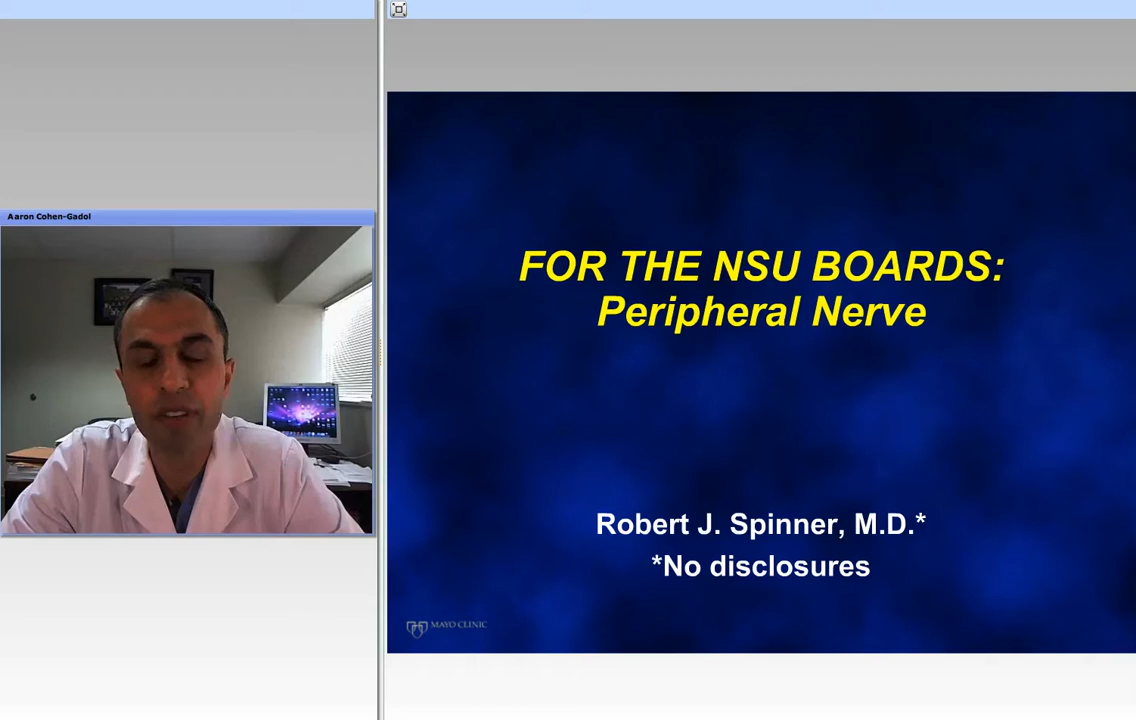 Aaron Cohen-Gadol
FOR THE NSU BOARDS:
Peripheral Nerve
Robert J. Spinner, M.D.*
*No disclosures
MAYO CLINIC